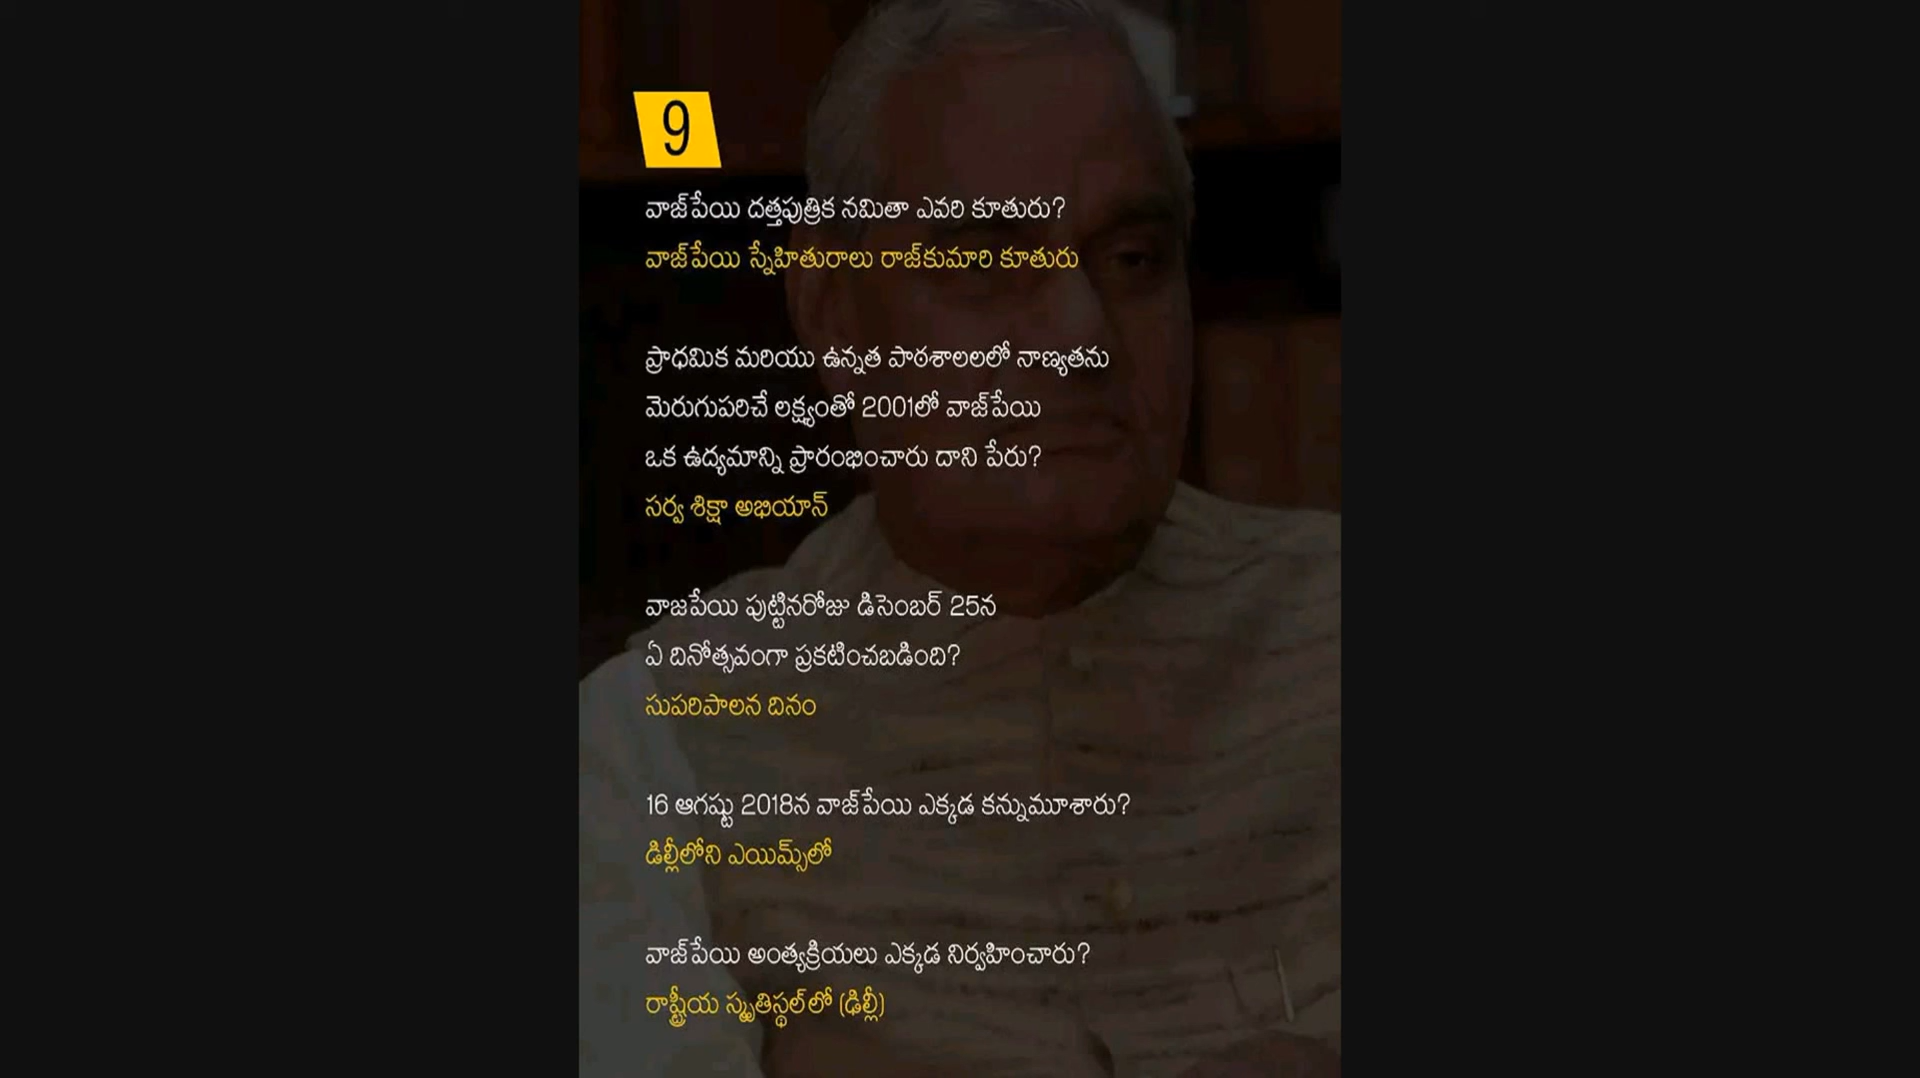 9
వాజ్‌పేయి దత్తపుత్రిక నమితా ఎవరి కూతురు?
వాజ్‌పేయి స్నేహితురాలు రాజ్‌కుమారి కూతురు
ప్రాధమిక మరియు ఉన్నత పాఠశాలలలో నాణ్యతను
మెరుగుపరిచే లక్ష్యంతో 2001లో వాజ్‌పేయి
ఒక ఉద్యమాన్ని ప్రారంభించారు దాని పేరు?
సర్వ శిక్షా అభియాన్
వాజపేయి పుట్టినరోజు డిసెంబర్ 25న
ఏ దినోత్సవంగా ప్రకటించబడింది?
సుపరిపాలన దినం
16 ఆగష్టు 2018న వాజ్‌పేయి ఎక్కడ కన్నుమూశారు?
డిల్లీలోని ఎయిమ్స్‌లో
వాజ్‌పేయి అంత్యక్రియలు ఎక్కడ నిర్వహించారు?
రాష్ట్రీయ స్మృతిస్థల్‌లో (ఢిల్లీ)